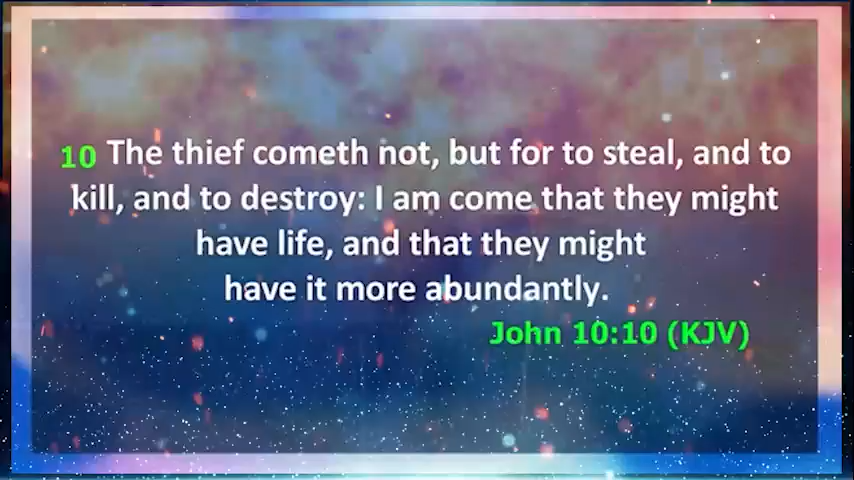 10 The thief cometh not, but for to steal, and to
kill, and to destroy: I am come that they might
have life, and that they might
have it more abundantly.
John 10:10 (KJV)